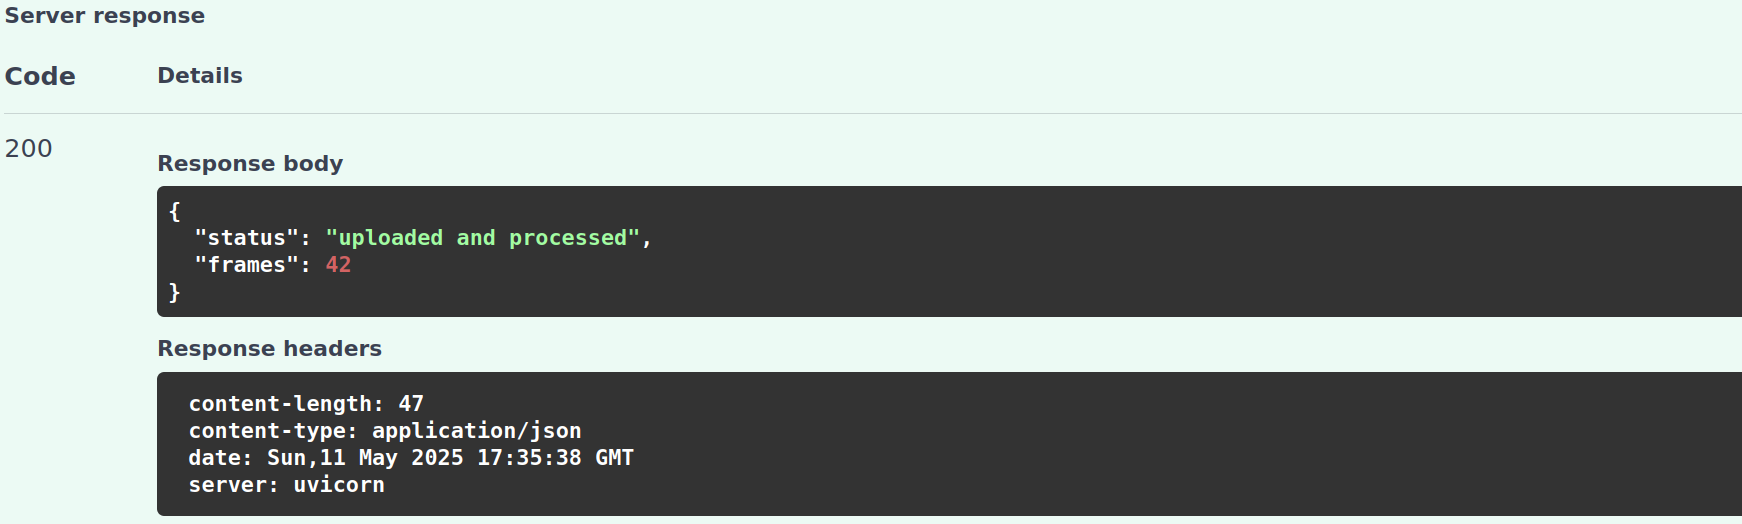 Server response
Code Details
200
Response body
{
  "status": "uploaded and processed",
  "frames": 42
}
Response headers
content-length: 47
content-type: application/json
date: Sun,11 May 2025 17:35:38 GMT
server: uvicorn